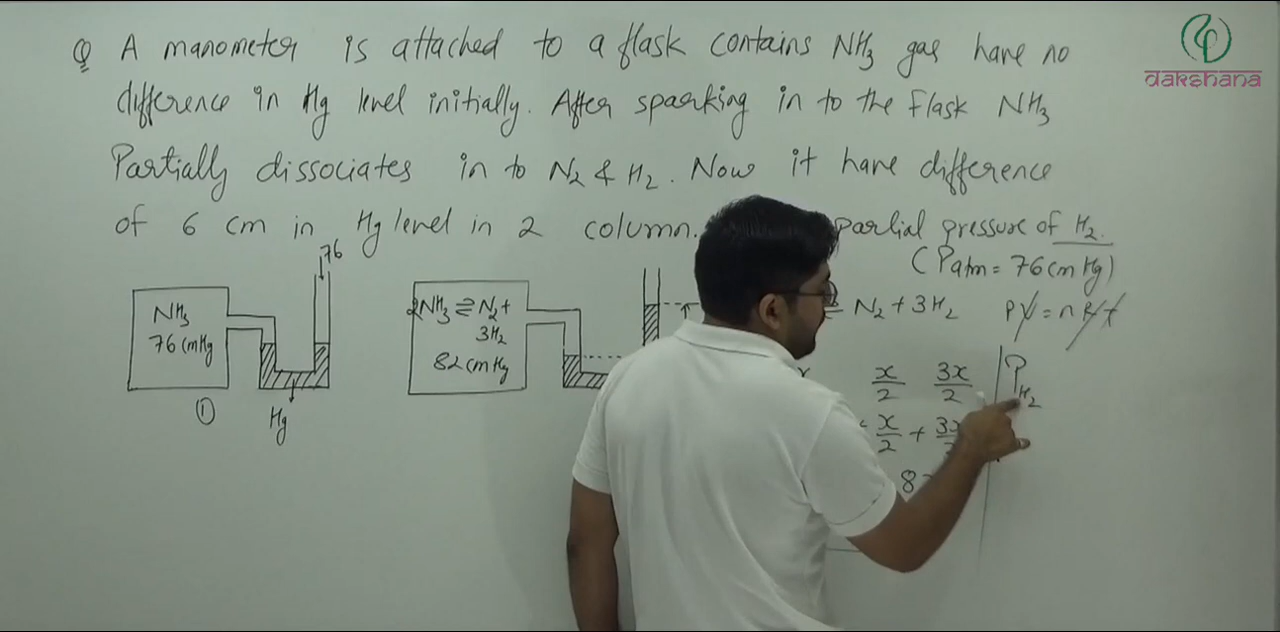 Q A manometer is attached to a flask contains NH3 gas have no
difference in Hg level initially. After sparking in to the flask NH3
Partially dissociates in to N2 & H2. Now it have difference
of 6 cm in Hg level in 2 column. partial pressure of H2.
(Patm = 76 cm Hg)
dakshana
76
NH3
76 cmHg
Hg
①
2NH3 ⇌ N2 +
3H2
82 cmHg
N2 + 3H2
PV = nRT
x/2 3x/2
x/2 +
PH2